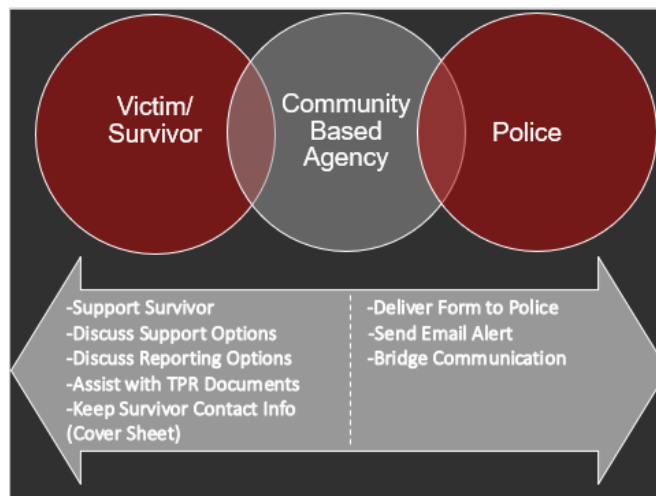 Victim/
Survivor
Community
Based
Agency
Police
-Support Survivor
-Discuss Support Options
-Discuss Reporting Options
-Assist with TPR Documents
-Keep Survivor Contact Info
(Cover Sheet)
-Deliver Form to Police
-Send Email Alert
-Bridge Communication